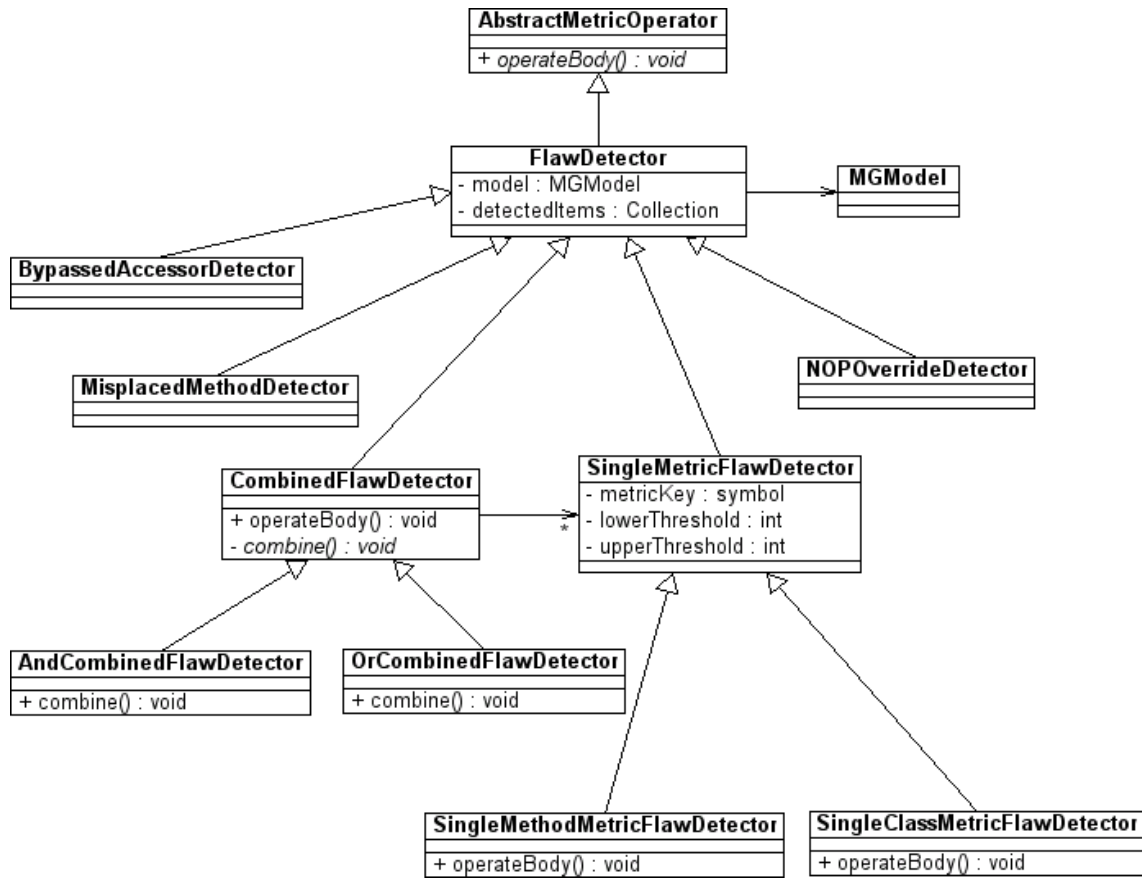 AbstractMetricOperator
+ operateBody() : void
FlawDetector
- model : MGModel
- detectedItems : Collection
MGModel
BypassedAccessorDetector
MisplacedMethodDetector
NOPOverrideDetector
CombinedFlawDetector
+ operateBody() : void
- combine() : void
*
SingleMetricFlawDetector
- metricKey : symbol
- lowerThreshold : int
- upperThreshold : int
AndCombinedFlawDetector
+ combine() : void
OrCombinedFlawDetector
+ combine() : void
SingleMethodMetricFlawDetector
+ operateBody() : void
SingleClassMetricFlawDetector
+ operateBody() : void